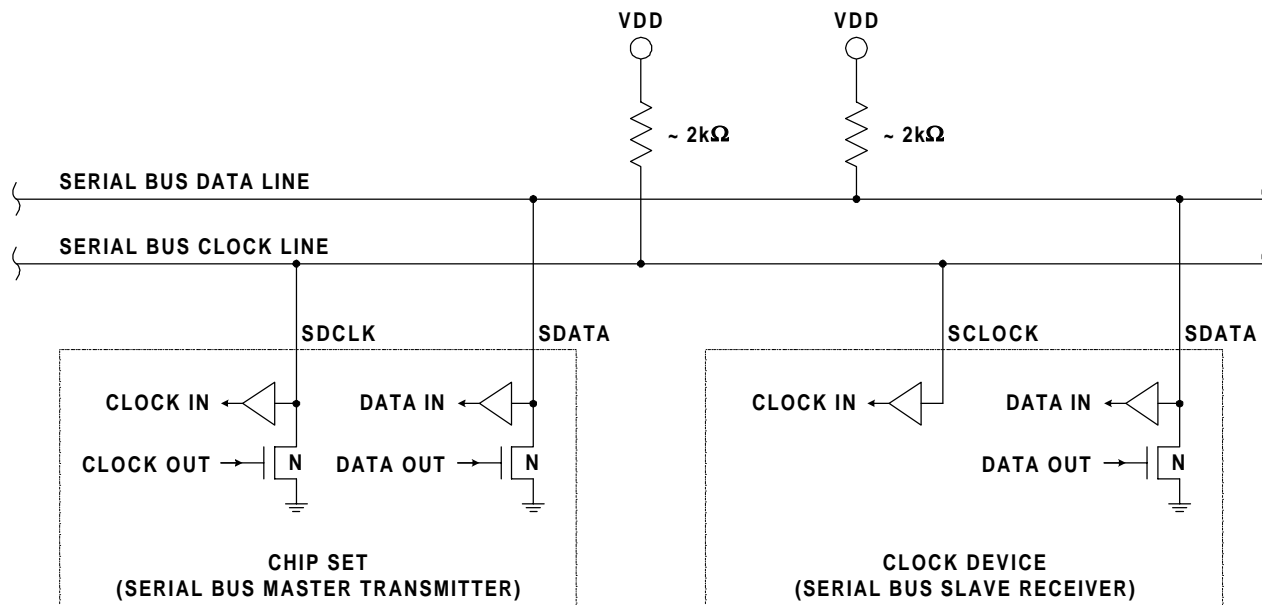 VDD
VDD
~ 2kΩ
~ 2kΩ
SERIAL BUS DATA LINE
SERIAL BUS CLOCK LINE
SDCLK
SDATA
SCLOCK
SDATA
CLOCK IN
DATA IN
CLOCK IN
DATA IN
CLOCK OUT
N
DATA OUT
N
DATA OUT
N
CHIP SET
(SERIAL BUS MASTER TRANSMITTER)
CLOCK DEVICE
(SERIAL BUS SLAVE RECEIVER)